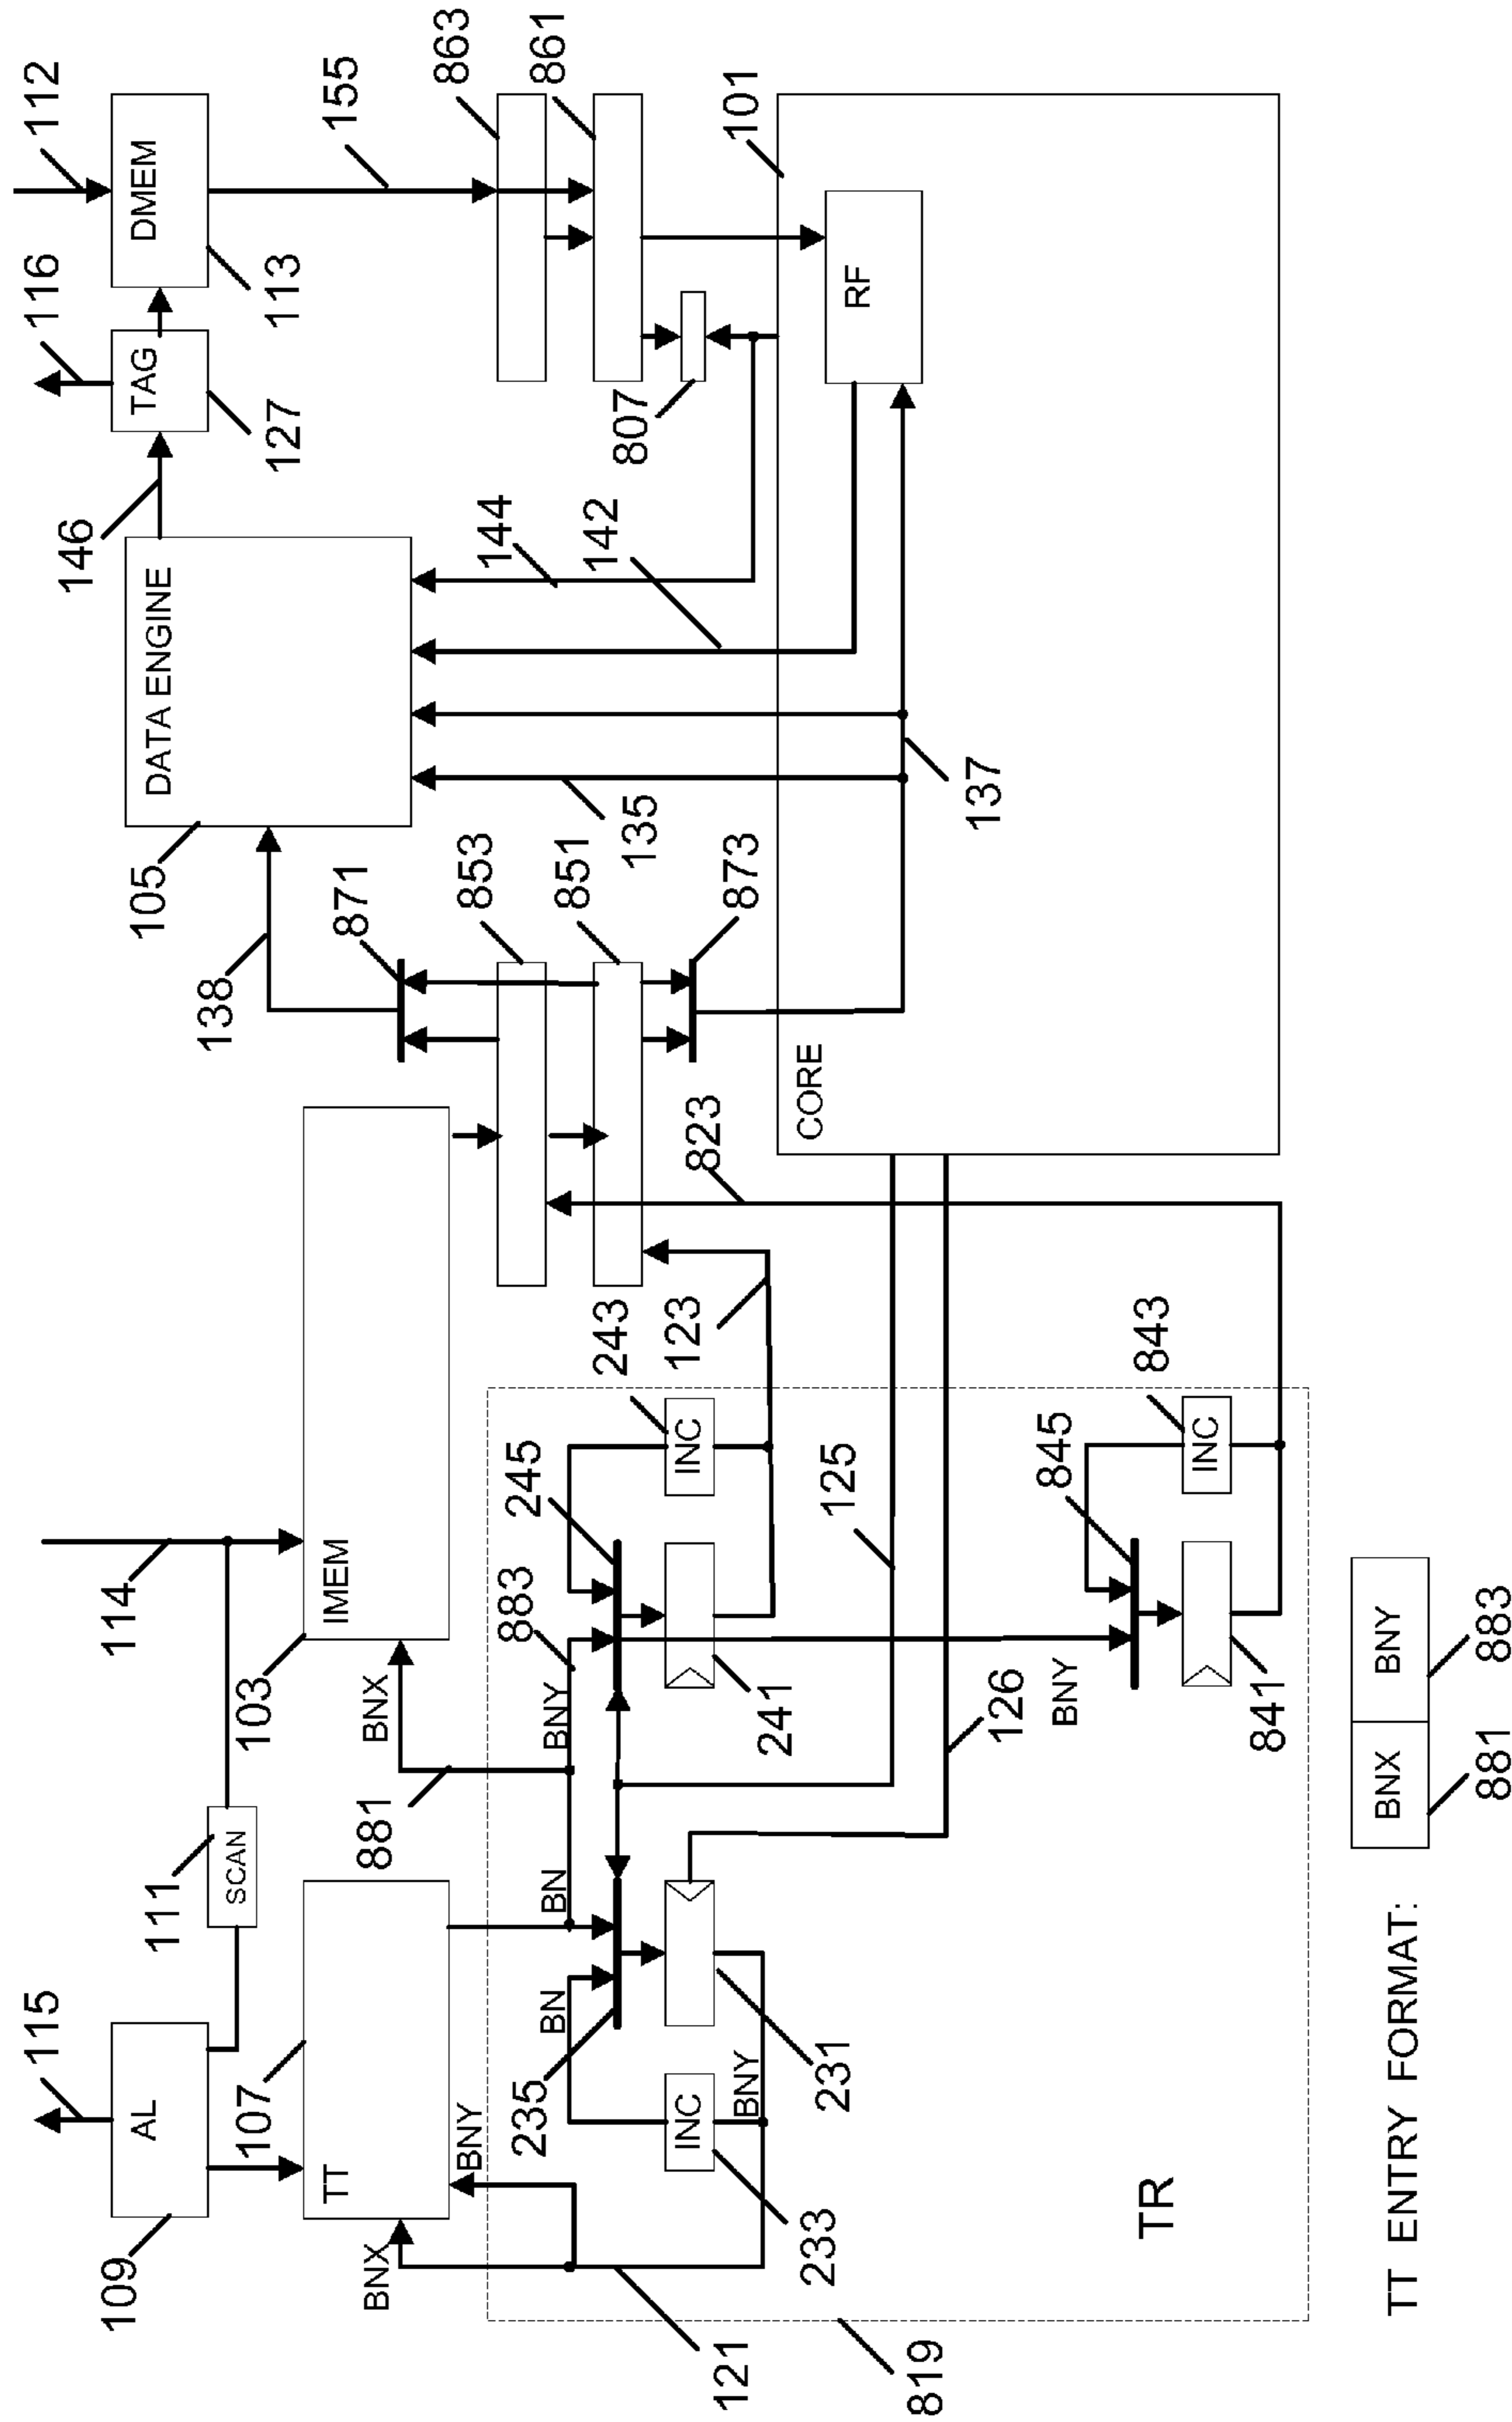 115
AL
109
111
SCAN
114
107
TT
BNX
BNY
881
BNX
103
IMEM
112
116
DMEM
TAG
113
127
155
146
DATA ENGINE
105
138
871
853
851
873
135
144
142
863
861
807
101
RF
137
CORE
823
BN
BN
BNY
883
245
243
INC
123
235
INC
BNY
231
233
241
125
126
BNY
845
843
INC
841
121
819
TR
TT ENTRY FORMAT:
BNX
BNY
881
883